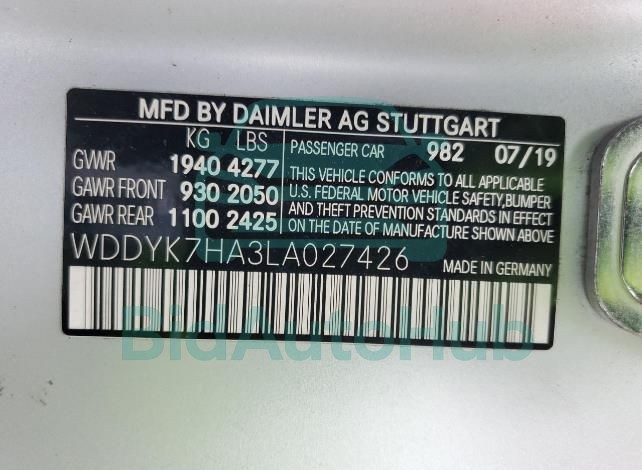 MFD BY DAIMLER AG STUTTGART
KG LBS PASSENGER CAR 982 07/19
GVWR 1940 4277
GAWR FRONT 930 2050
GAWR REAR 1100 2425
THIS VEHICLE CONFORMS TO ALL APPLICABLE
U.S. FEDERAL MOTOR VEHICLE SAFETY,BUMPER
AND THEFT PREVENTION STANDARDS IN EFFECT
ON THE DATE OF MANUFACTURE SHOWN ABOVE.
WDDYK7HA3LA027426 MADE IN GERMANY
BidAutoHub